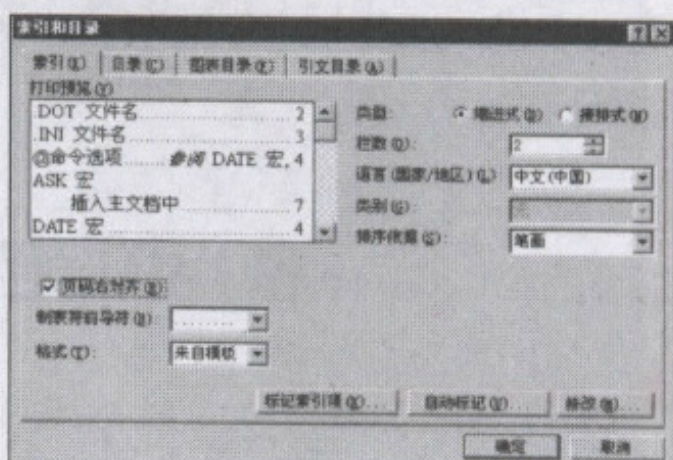 索引和目录
索引(X) 目录(C) 图表目录(F) 引文目录(A)
打印预览(V)
.DOT 文件名 2
.INI 文件名 3
@命令选项 参阅 DATE 宏, 4
ASK 宏
插入主文档中 7
DATE 宏 4
类型: 缩进式(D) 接排式(N)
栏数(O): 2
语言(国家/地区)(L) 中文(中国)
类别(G):
排序依据(S): 笔画
页码右对齐(R)
制表符前导符(B) ........
格式(T): 来自模板
标记索引项(K)... 自动标记(U)... 修改(M)...
确定 取消